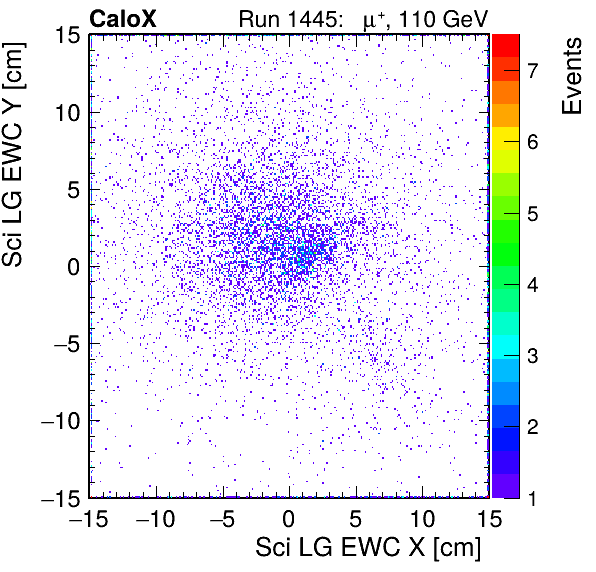 CaloX Run 1445: μ+, 110 GeV
Sci LG EWC Y [cm]
15
10
5
0
−5
−10
−15
−15 −10 −5 0 5 10 15
Sci LG EWC X [cm]
Events
7
6
5
4
3
2
1